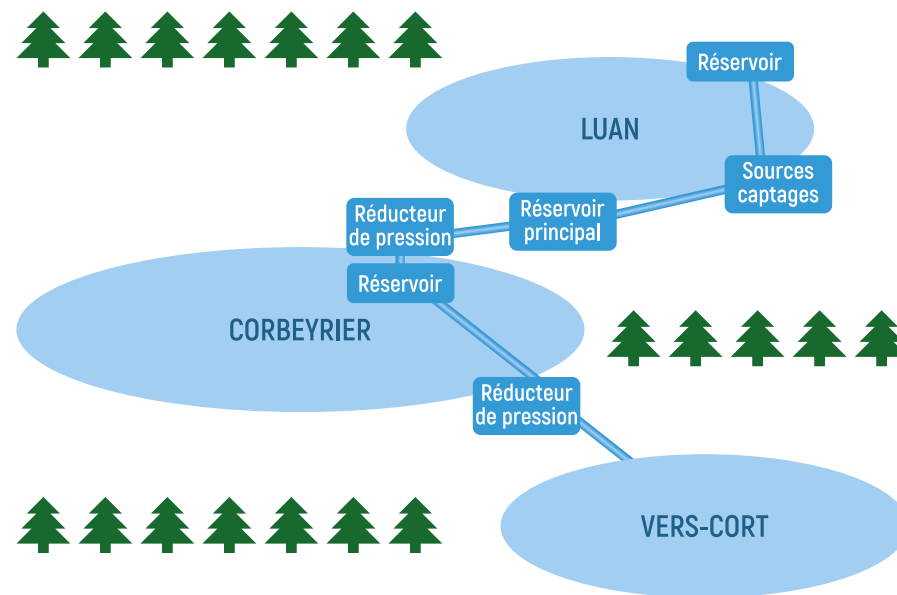 Réservoir
LUAN
Sources
captages
Réservoir
principal
Réducteur
de pression
Réservoir
CORBEYRIER
Réducteur
de pression
VERS-CORT